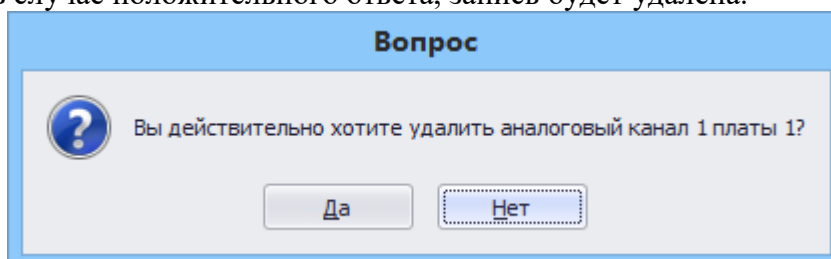 в случае положительного ответа, запись будет удалена.
Вопрос
Вы действительно хотите удалить аналоговый канал 1 платы 1?
Да
Нет